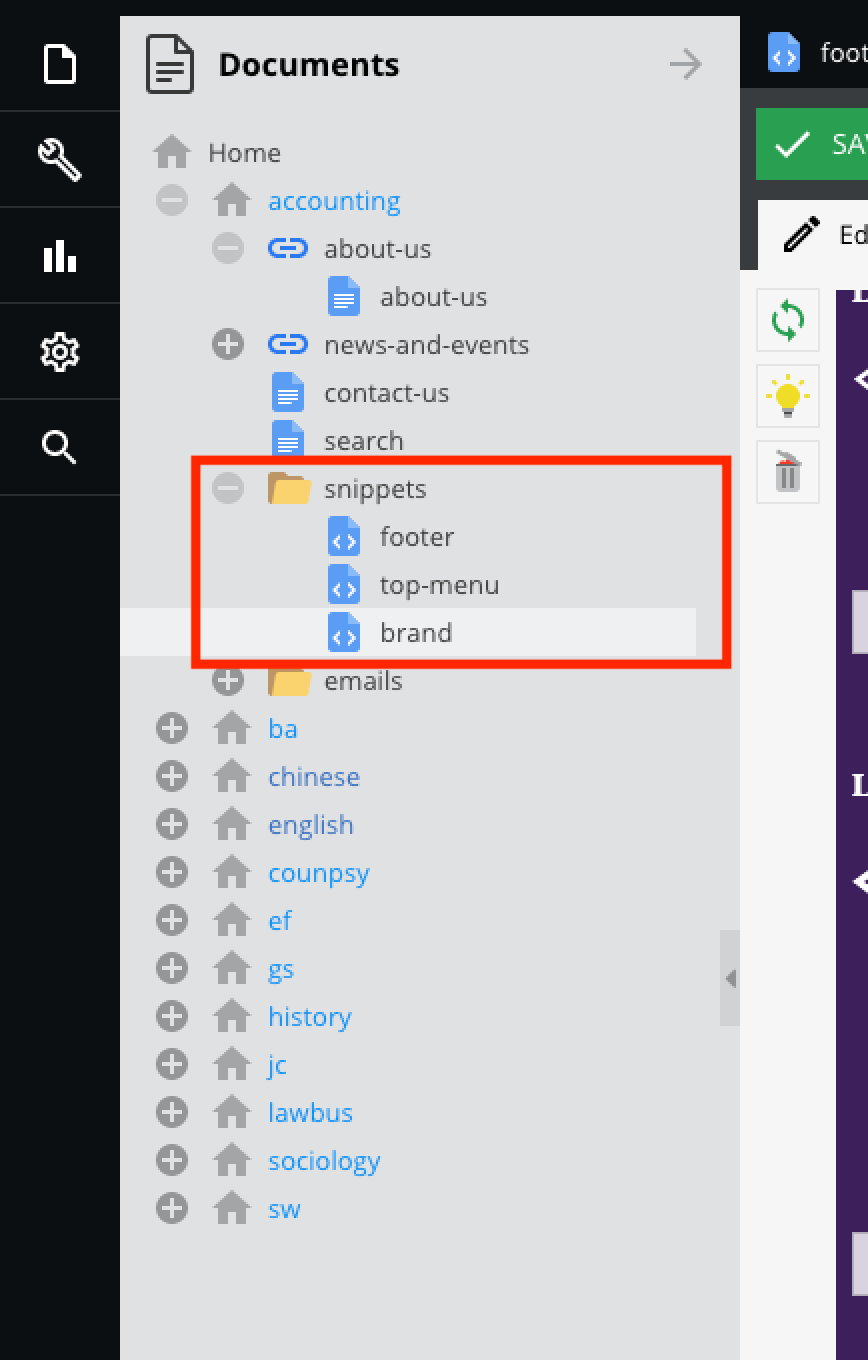 Documents
Home
accounting
about-us
about-us
news-and-events
contact-us
search
snippets
footer
top-menu
brand
emails
ba
chinese
english
counpsy
ef
gs
history
jc
lawbus
sociology
sw
foot
SAV
Ed
L